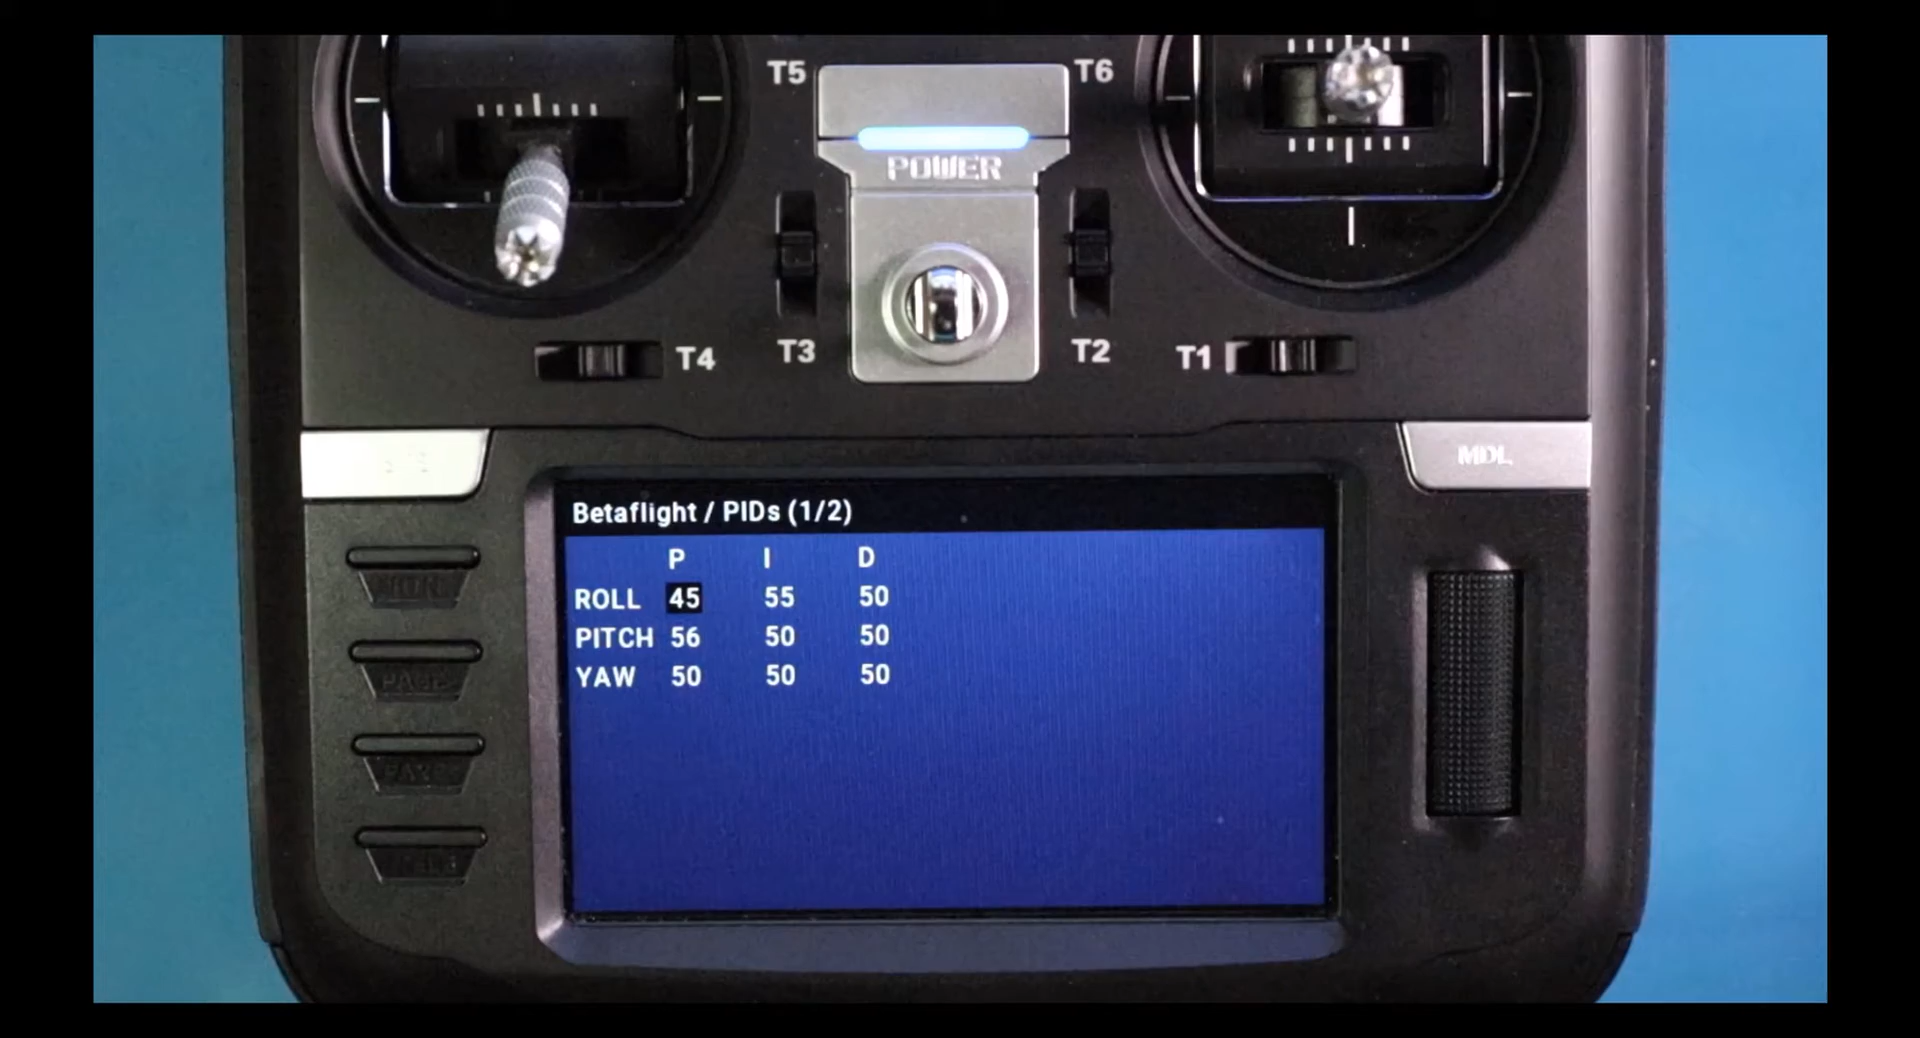 T5
T6
POWER
T4
T3
T2
T1
MDL
Betaflight / PIDs (1/2)
P I D
ROLL 45 55 50
PITCH 56 50 50
YAW 50 50 50